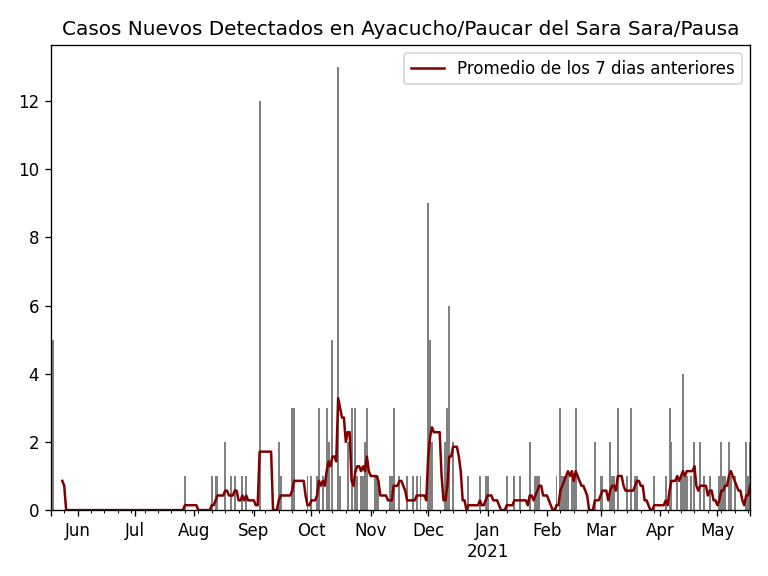 Casos Nuevos Detectados en Ayacucho/Paucar del Sara Sara/Pausa
Promedio de los 7 dias anteriores
12
10
8
6
4
2
0
Jun Jul Aug Sep Oct Nov Dec Jan Feb Mar Apr May
2021